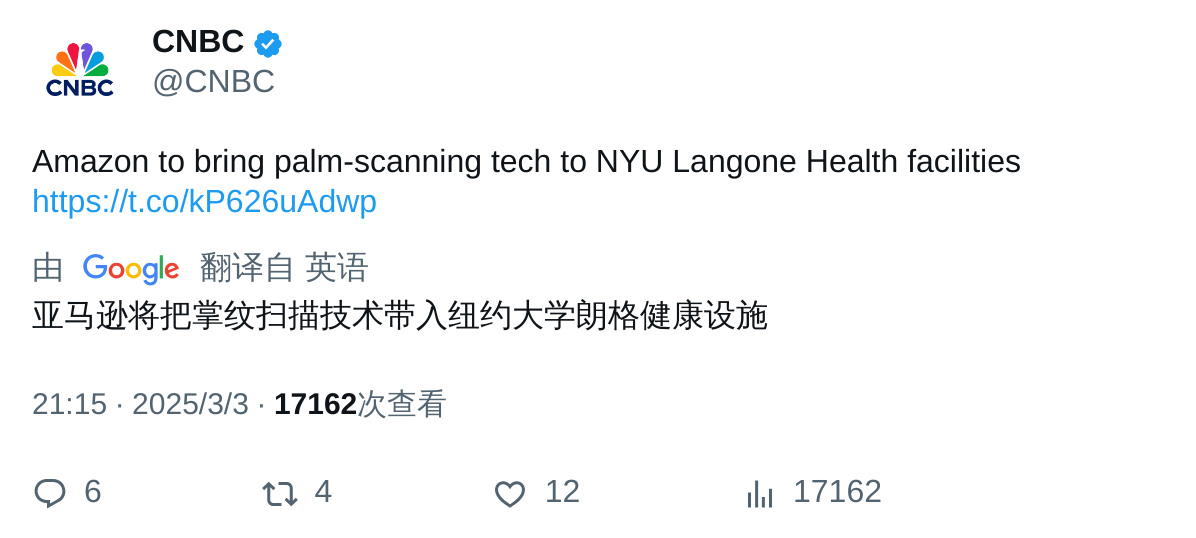 CNBC
CNBC
@CNBC
Amazon to bring palm-scanning tech to NYU Langone Health facilities
https://t.co/kP626uAdwp
由 Google 翻译自 英语
亚马逊将把掌纹扫描技术带入纽约大学朗格健康设施
21:15 · 2025/3/3 · 17162次查看
6 4 12 17162